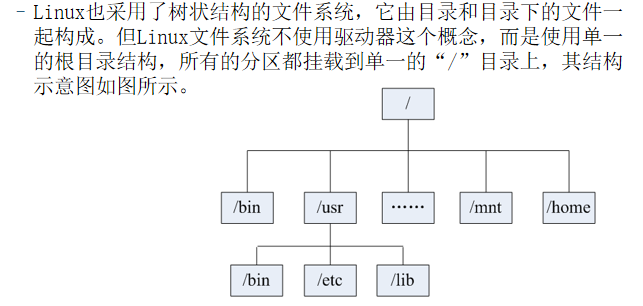 - Linux也采用了树状结构的文件系统，它由目录和目录下的文件一
起构成。但Linux文件系统不使用驱动器这个概念，而是使用单一
的根目录结构，所有的分区都挂载到单一的“/”目录上，其结构
示意图如图所示。
/
/bin /usr …… /mnt /home
/bin /etc /lib